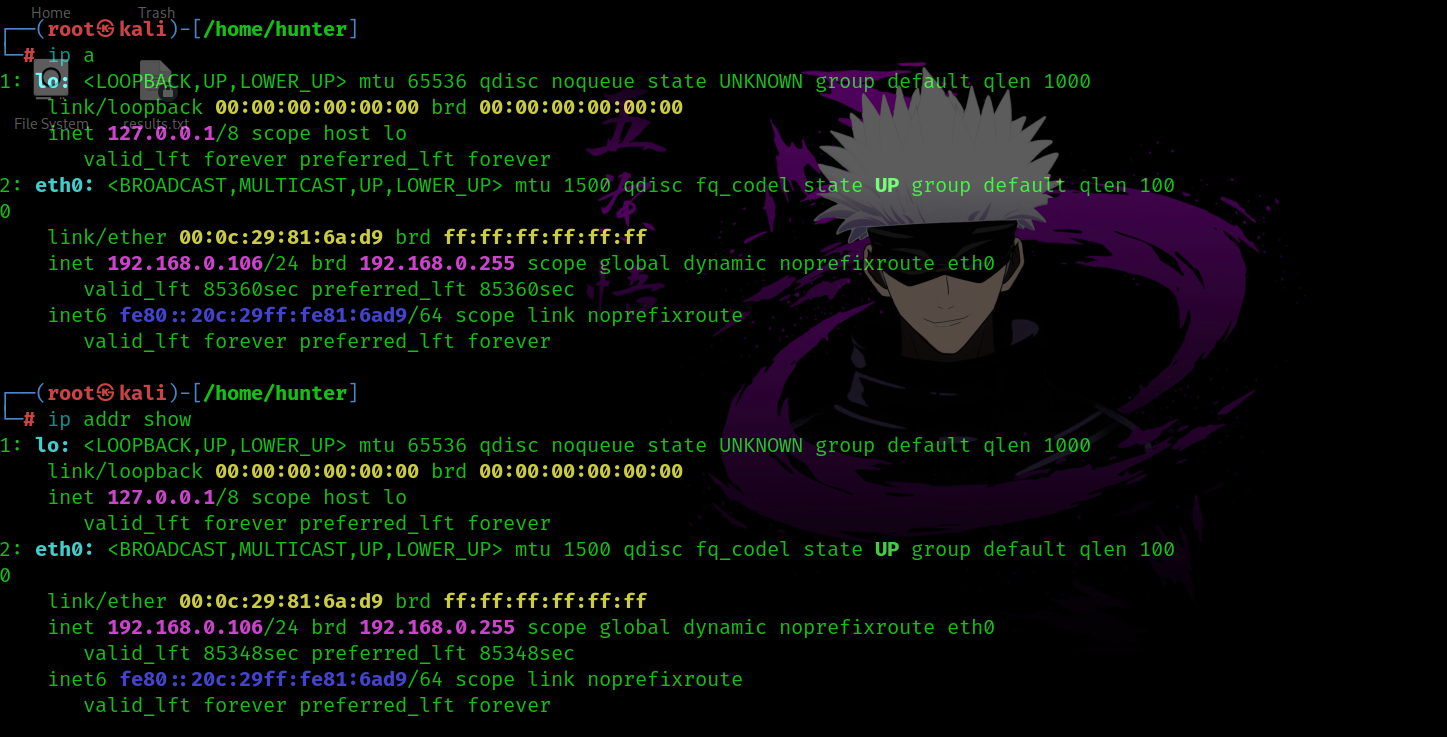 Home Trash
┌──(root㉿kali)-[/home/hunter]
└─# ip a
1: lo: <LOOPBACK,UP,LOWER_UP> mtu 65536 qdisc noqueue state UNKNOWN group default qlen 1000
link/loopback 00:00:00:00:00:00 brd 00:00:00:00:00:00
File System results.txt
inet 127.0.0.1/8 scope host lo
valid_lft forever preferred_lft forever
2: eth0: <BROADCAST,MULTICAST,UP,LOWER_UP> mtu 1500 qdisc fq_codel state UP group default qlen 100
0
link/ether 00:0c:29:81:6a:d9 brd ff:ff:ff:ff:ff:ff
inet 192.168.0.106/24 brd 192.168.0.255 scope global dynamic noprefixroute eth0
valid_lft 85360sec preferred_lft 85360sec
inet6 fe80::20c:29ff:fe81:6ad9/64 scope link noprefixroute
valid_lft forever preferred_lft forever
┌──(root㉿kali)-[/home/hunter]
└─# ip addr show
1: lo: <LOOPBACK,UP,LOWER_UP> mtu 65536 qdisc noqueue state UNKNOWN group default qlen 1000
link/loopback 00:00:00:00:00:00 brd 00:00:00:00:00:00
inet 127.0.0.1/8 scope host lo
valid_lft forever preferred_lft forever
2: eth0: <BROADCAST,MULTICAST,UP,LOWER_UP> mtu 1500 qdisc fq_codel state UP group default qlen 100
0
link/ether 00:0c:29:81:6a:d9 brd ff:ff:ff:ff:ff:ff
inet 192.168.0.106/24 brd 192.168.0.255 scope global dynamic noprefixroute eth0
valid_lft 85348sec preferred_lft 85348sec
inet6 fe80::20c:29ff:fe81:6ad9/64 scope link noprefixroute
valid_lft forever preferred_lft forever
五
悟